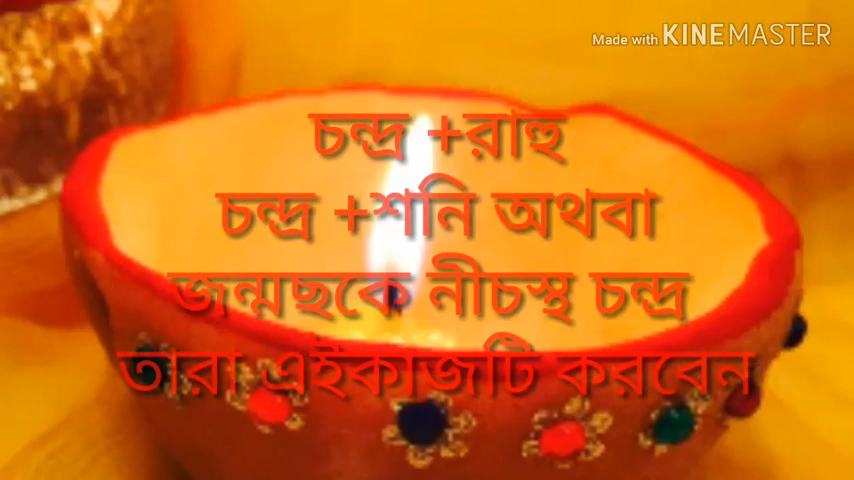 Made with KINEMASTER
চন্দ্র +রাহু
চন্দ্র +শনি অথবা
জন্মছকে নীচস্থ চন্দ্র
তারা এইকাজটি করবেন